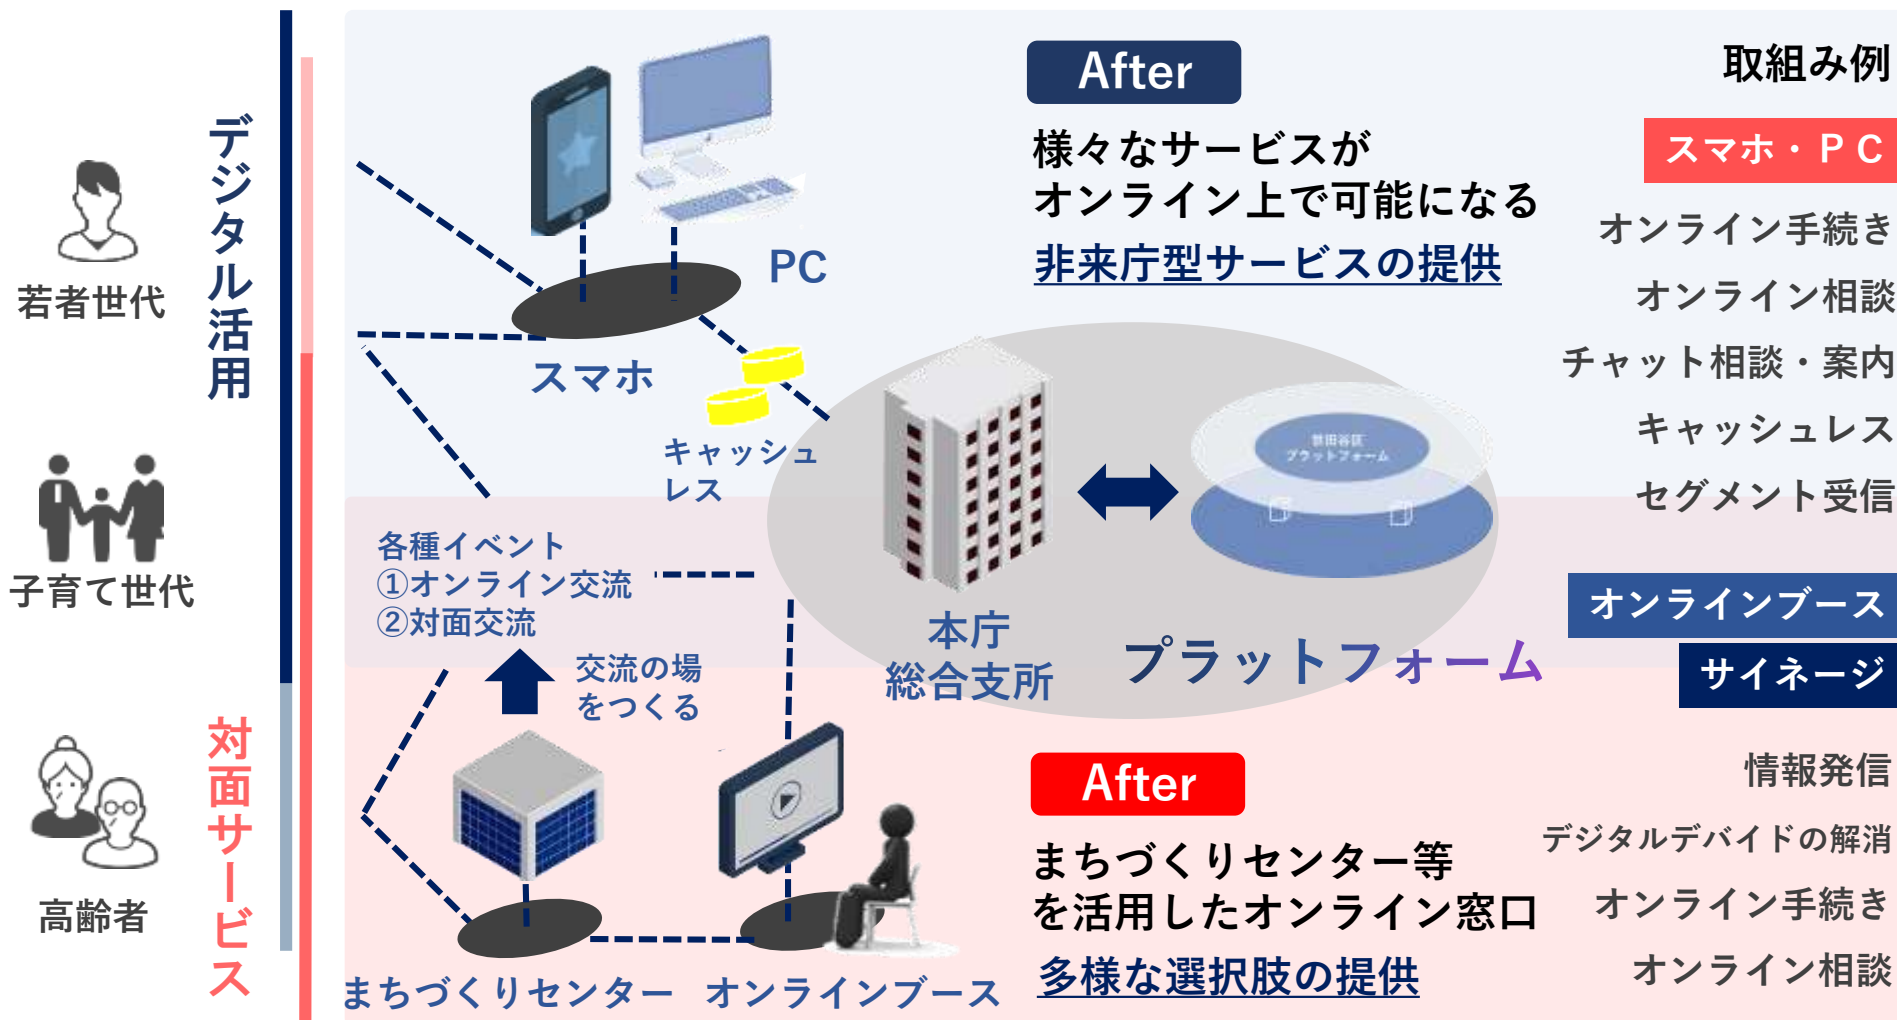 デジタル活用
若者世代
子育て世代
高齢者
対面サービス
PC
スマホ
キャッシュ
レス
After
様々なサービスが
オンライン上で可能になる
非来庁型サービスの提供
世田谷区
プラットフォーム
本庁
総合支所
プラットフォーム
各種イベント
①オンライン交流
②対面交流
交流の場
をつくる
まちづくりセンター
オンラインブース
After
まちづくりセンター等
を活用したオンライン窓口
多様な選択肢の提供
取組み例
スマホ・ＰＣ
オンライン手続き
オンライン相談
チャット相談・案内
キャッシュレス
セグメント受信
オンラインブース
サイネージ
情報発信
デジタルデバイドの解消
オンライン手続き
オンライン相談